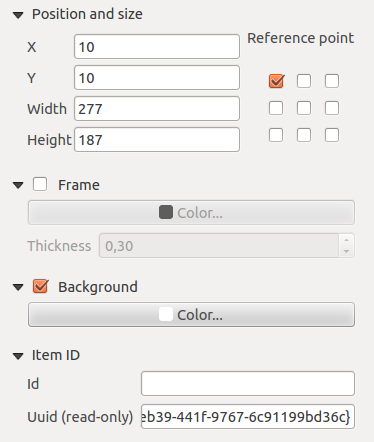 Position and size
X 10 Reference point
Y 10
Width 277
Height 187
Frame
Color...
Thickness 0,30
Background
Color...
Item ID
Id
Uuid (read-only) eb39-441f-9767-6c91199bd36c}